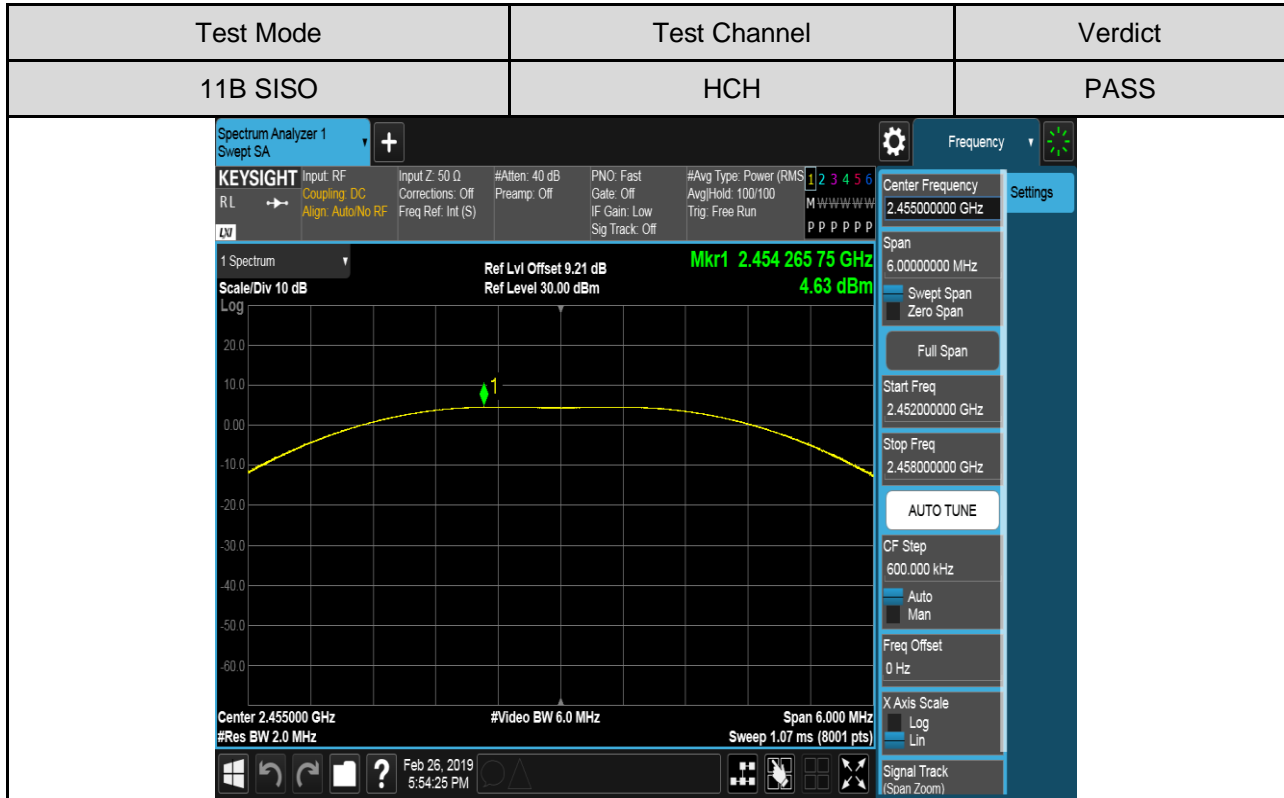 Test Mode Test Channel Verdict
11B SISO HCH PASS
Spectrum Analyzer 1
Swept SA
+
Frequency
KEYSIGHT
RL
LXI
Input: RF
Coupling: DC
Align: Auto/No RF
Input Z: 50 Ω
Corrections: Off
Freq Ref: Int (S)
#Atten: 40 dB
Preamp: Off
PNO: Fast
Gate: Off
IF Gain: Low
Sig Track: Off
#Avg Type: Power (RMS
Avg|Hold: 100/100
Trig: Free Run
1 2 3 4 5 6
M W W W W W
P P P P P P
1 Spectrum
Scale/Div 10 dB
Ref Lvl Offset 9.21 dB
Ref Level 30.00 dBm
Mkr1 2.454 265 75 GHz
4.63 dBm
Log
20.0
10.0
1
0.00
-10.0
-20.0
-30.0
-40.0
-50.0
-60.0
Center 2.455000 GHz
#Res BW 2.0 MHz
#Video BW 6.0 MHz
Span 6.000 MHz
Sweep 1.07 ms (8001 pts)
?
Feb 26, 2019
5:54:25 PM
Center Frequency
2.455000000 GHz
Settings
Span
6.00000000 MHz
Swept Span
Zero Span
Full Span
Start Freq
2.452000000 GHz
Stop Freq
2.458000000 GHz
AUTO TUNE
CF Step
600.000 kHz
Auto
Man
Freq Offset
0 Hz
X Axis Scale
Log
Lin
Signal Track
(Span Zoom)